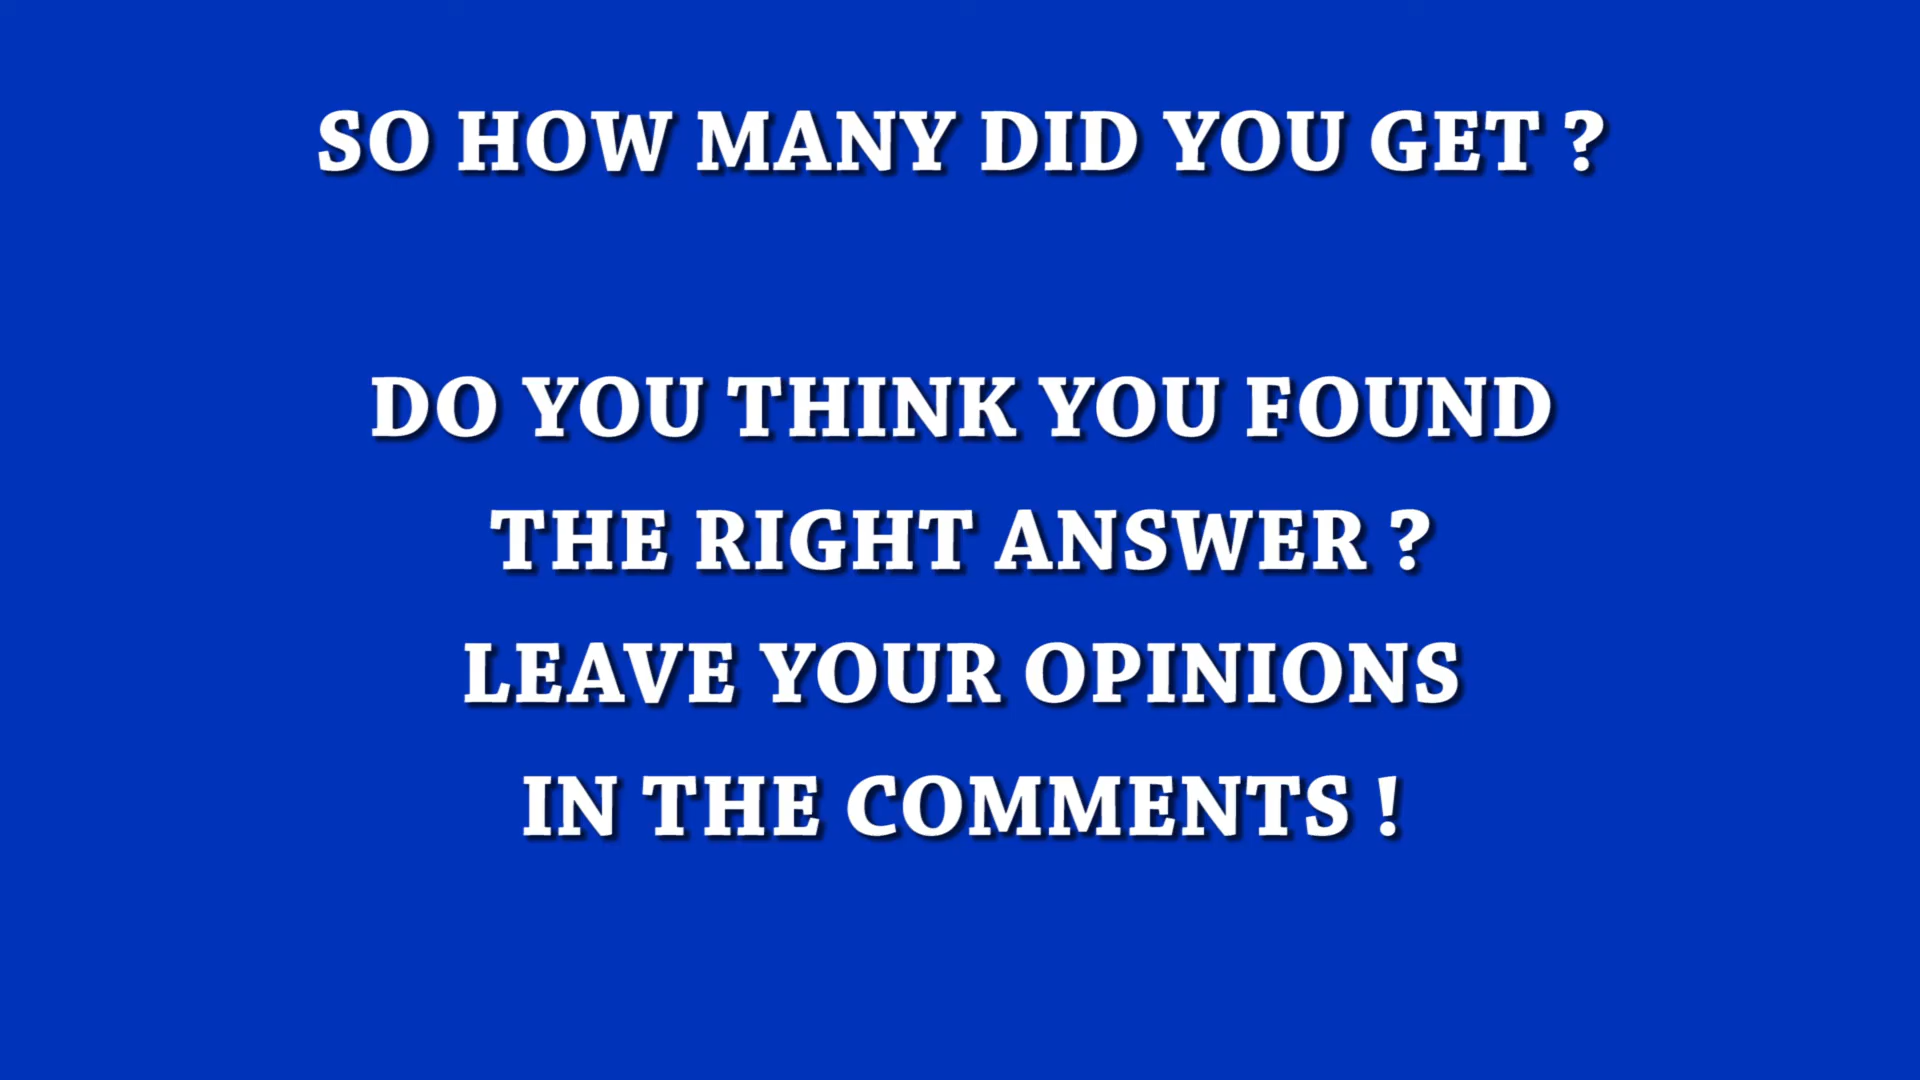 SO HOW MANY DID YOU GET ?
DO YOU THINK YOU FOUND
THE RIGHT ANSWER ?
LEAVE YOUR OPINIONS
IN THE COMMENTS !